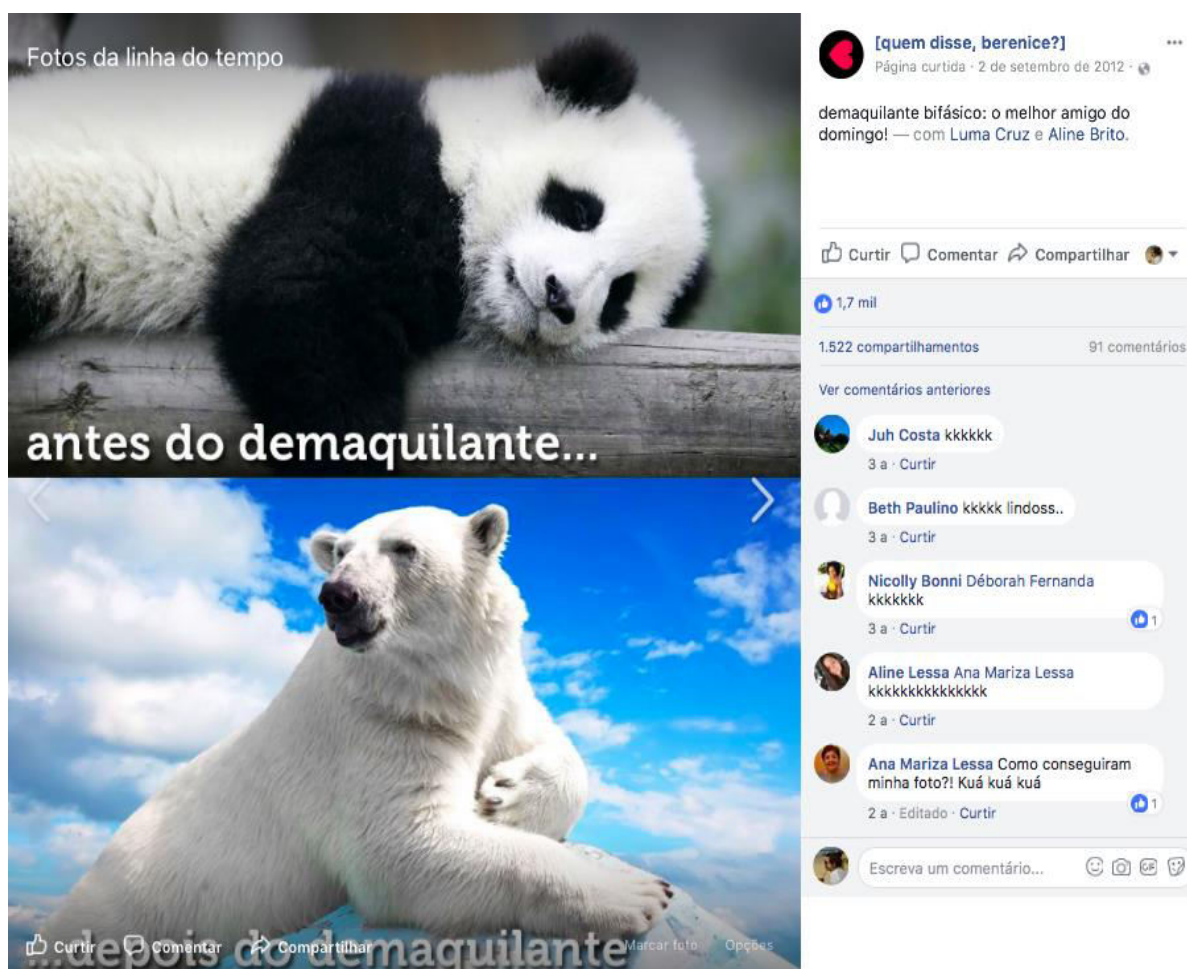 Fotos da linha do tempo
antes do demaquilante...
...depois do demaquilante
Curtir Comentar Compartilhar
Marcar foto Opções
[quem disse, berenice?]
Página curtida · 2 de setembro de 2012 ·
demaquilante bifásico: o melhor amigo do
domingo! — com Luma Cruz e Aline Brito.
Curtir Comentar Compartilhar
1,7 mil
1.522 compartilhamentos 91 comentários
Ver comentários anteriores
Juh Costa kkkkkk
3 a · Curtir
Beth Paulino kkkkk lindoss..
3 a · Curtir
Nicolly Bonni Déborah Fernanda
kkkkkkk
1
3 a · Curtir
Aline Lessa Ana Mariza Lessa
kkkkkkkkkkkkkkk
2 a · Curtir
Ana Mariza Lessa Como conseguiram
minha foto?! Kuá kuá kuá
1
2 a · Editado · Curtir
Escreva um comentário...
GIF